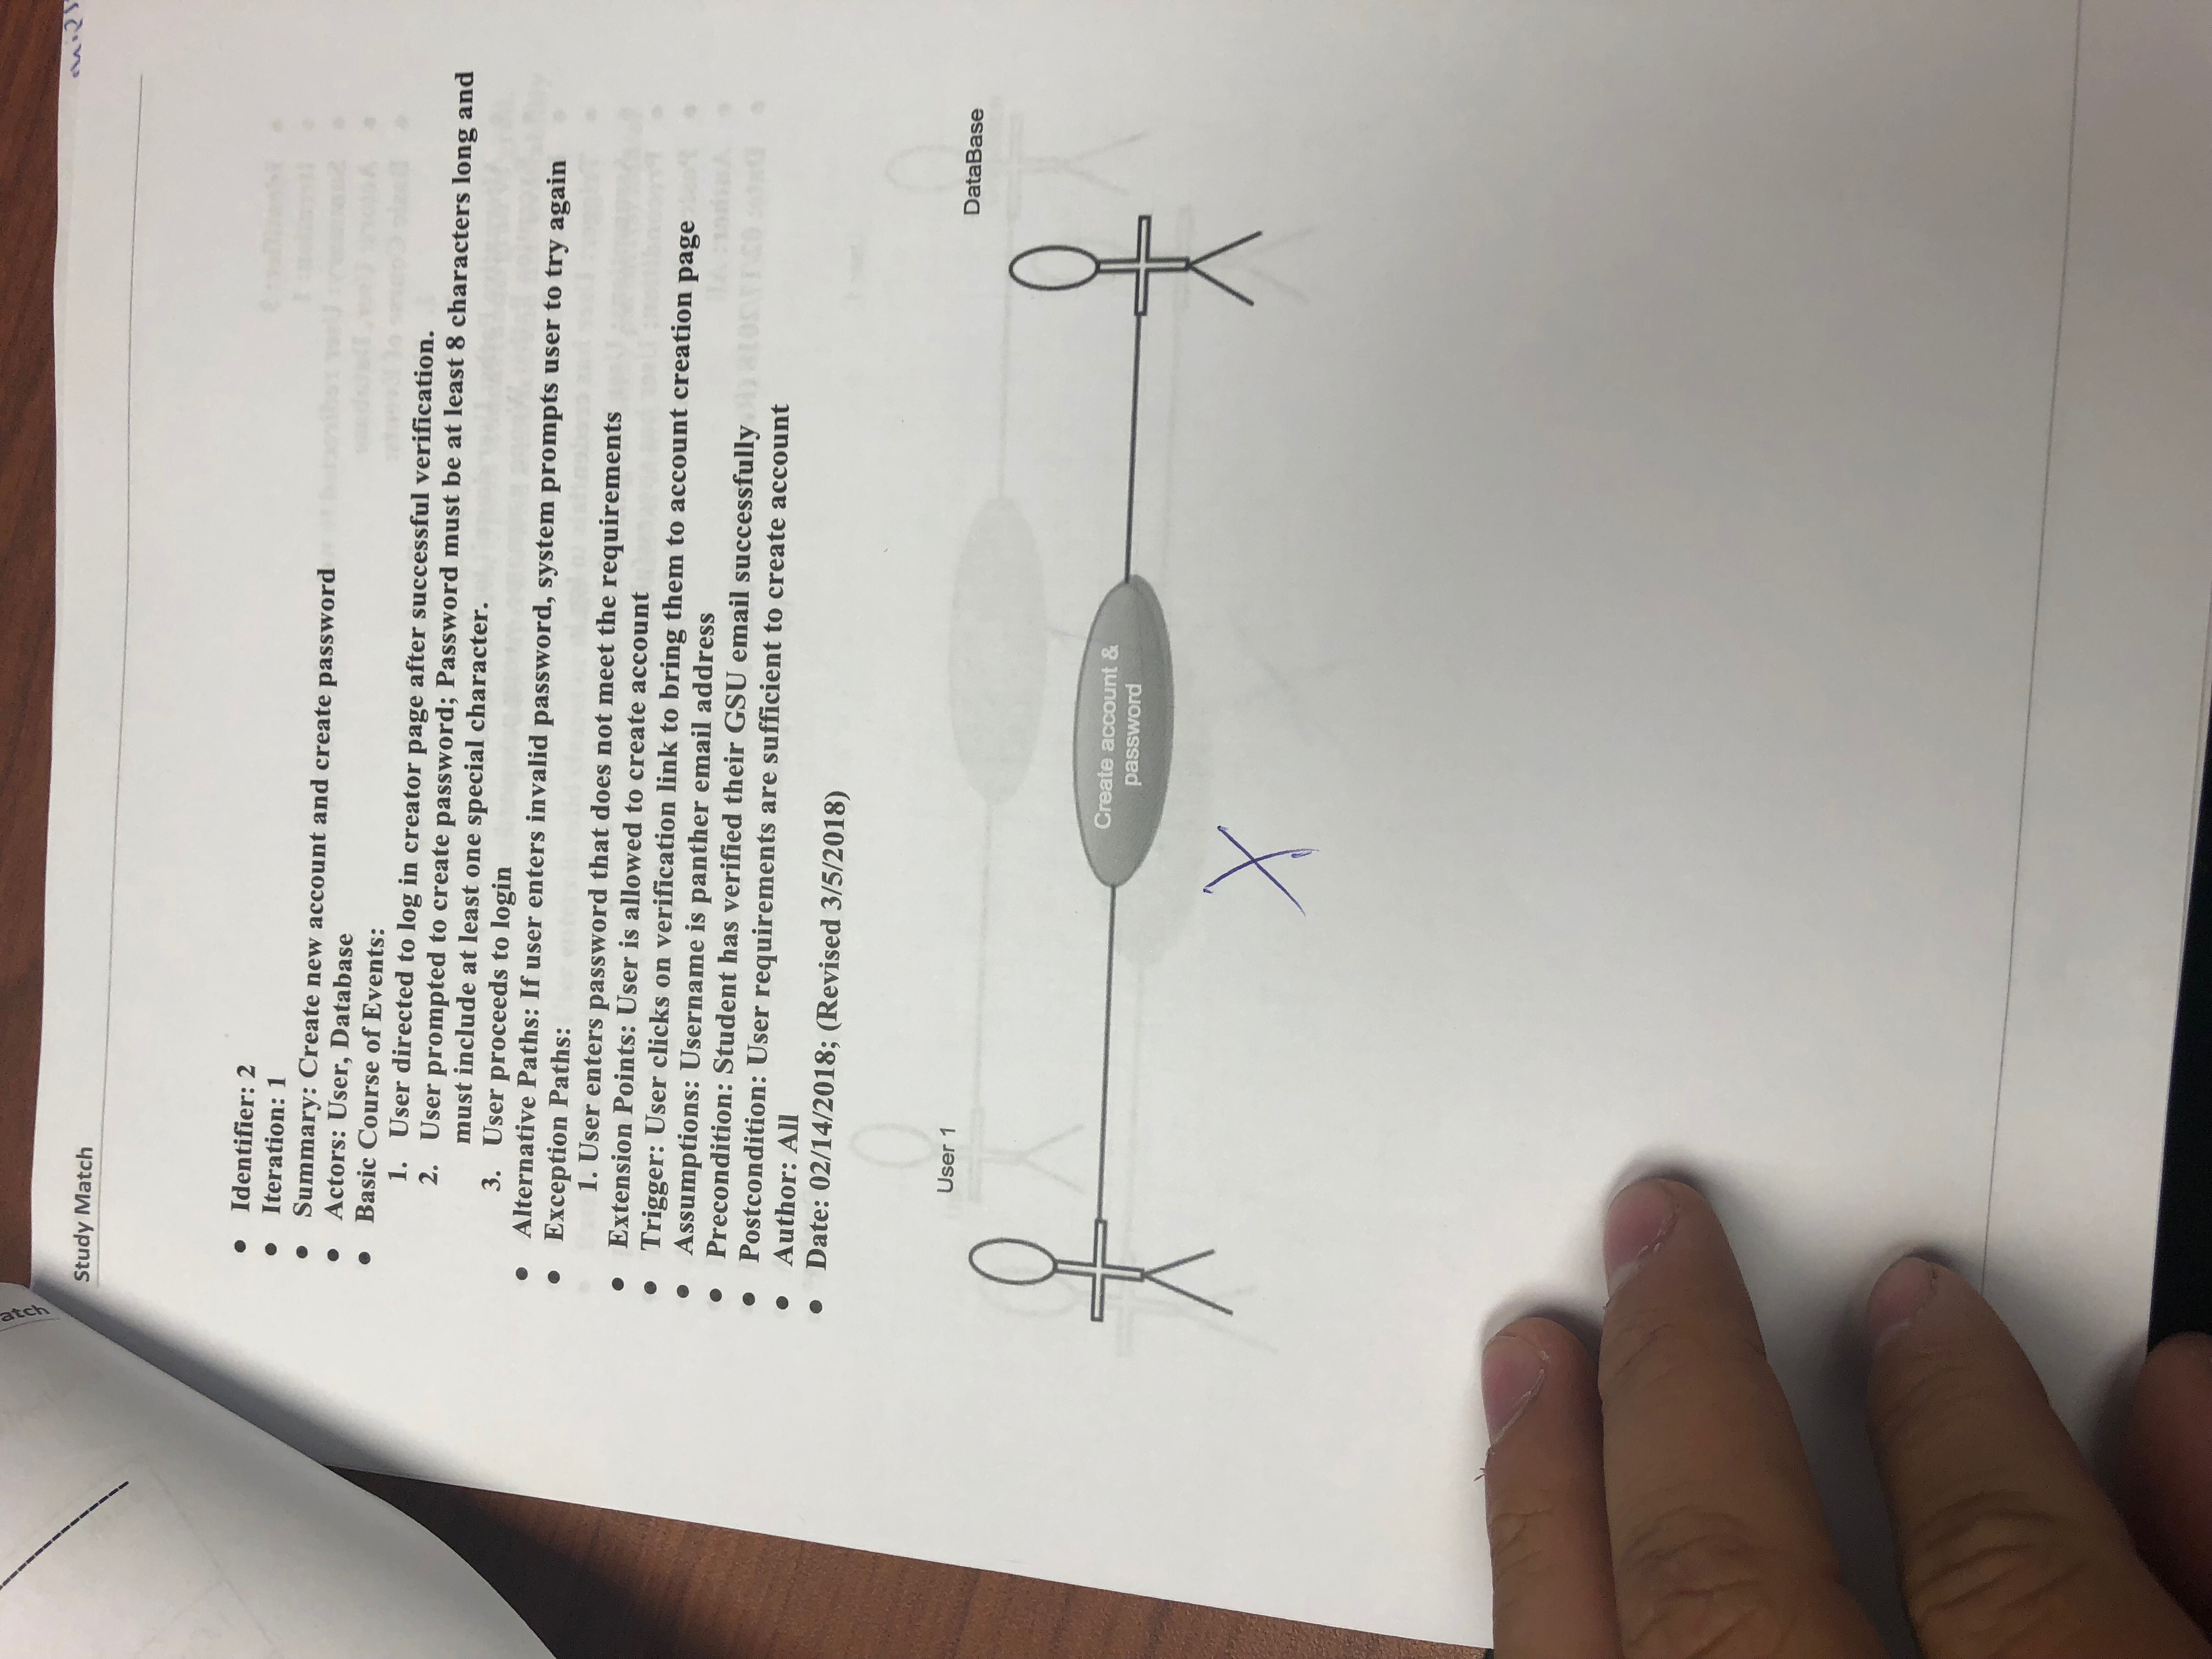 atch
Study Match
• Identifier: 2
• Iteration: 1
• Summary: Create new account and create password
• Actors: User, Database
• Basic Course of Events:
1. User directed to log in creator page after successful verification.
2. User prompted to create password; Password must be at least 8 characters long and
must include at least one special character.
3. User proceeds to login
• Alternative Paths: If user enters invalid password, system prompts user to try again
• Exception Paths:
1. User enters password that does not meet the requirements
• Extension Points: User is allowed to create account
• Trigger: User clicks on verification link to bring them to account creation page
• Assumptions: Username is panther email address
• Precondition: Student has verified their GSU email successfully
• Postcondition: User requirements are sufficient to create account
• Author: All
• Date: 02/14/2018; (Revised 3/5/2018)
User 1
DataBase
Create account &
password
X